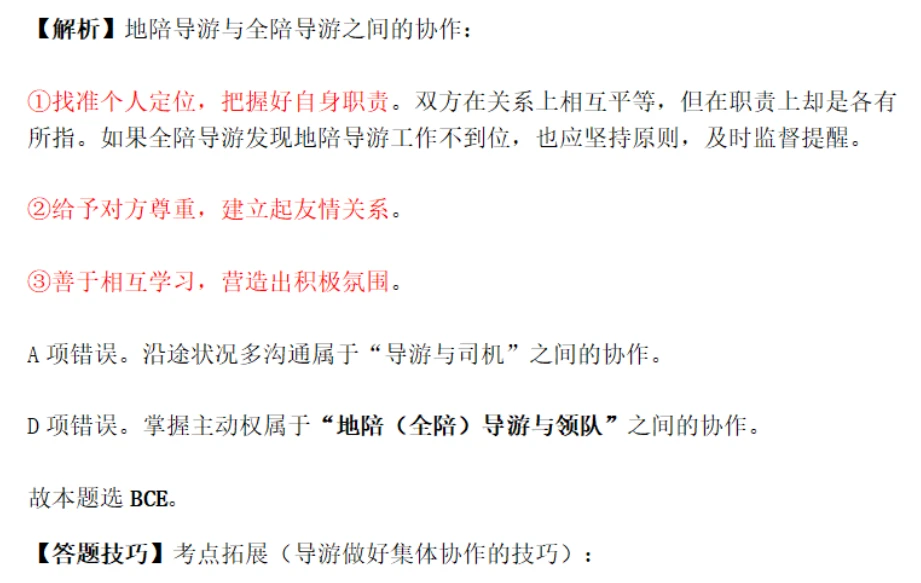 【解析】地陪导游与全陪导游之间的协作：
①找准个人定位，把握好自身职责。双方在关系上相互平等，但在职责上却是各有
所指。如果全陪导游发现地陪导游工作不到位，也应坚持原则，及时监督提醒。
②给予对方尊重，建立起友情关系。
③善于相互学习，营造出积极氛围。
A 项错误。沿途状况多沟通属于“导游与司机”之间的协作。
D 项错误。掌握主动权属于“地陪（全陪）导游与领队”之间的协作。
故本题选 BCE。
【答题技巧】考点拓展（导游做好集体协作的技巧）：